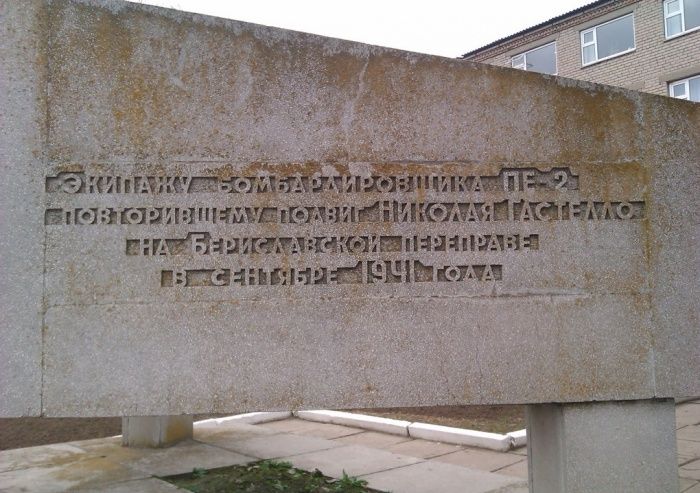 Экипажу бомбардировщика ПЕ-2
повторившему подвиг Николая Гастелло
на Бериславской переправе
в сентябре 1941 года